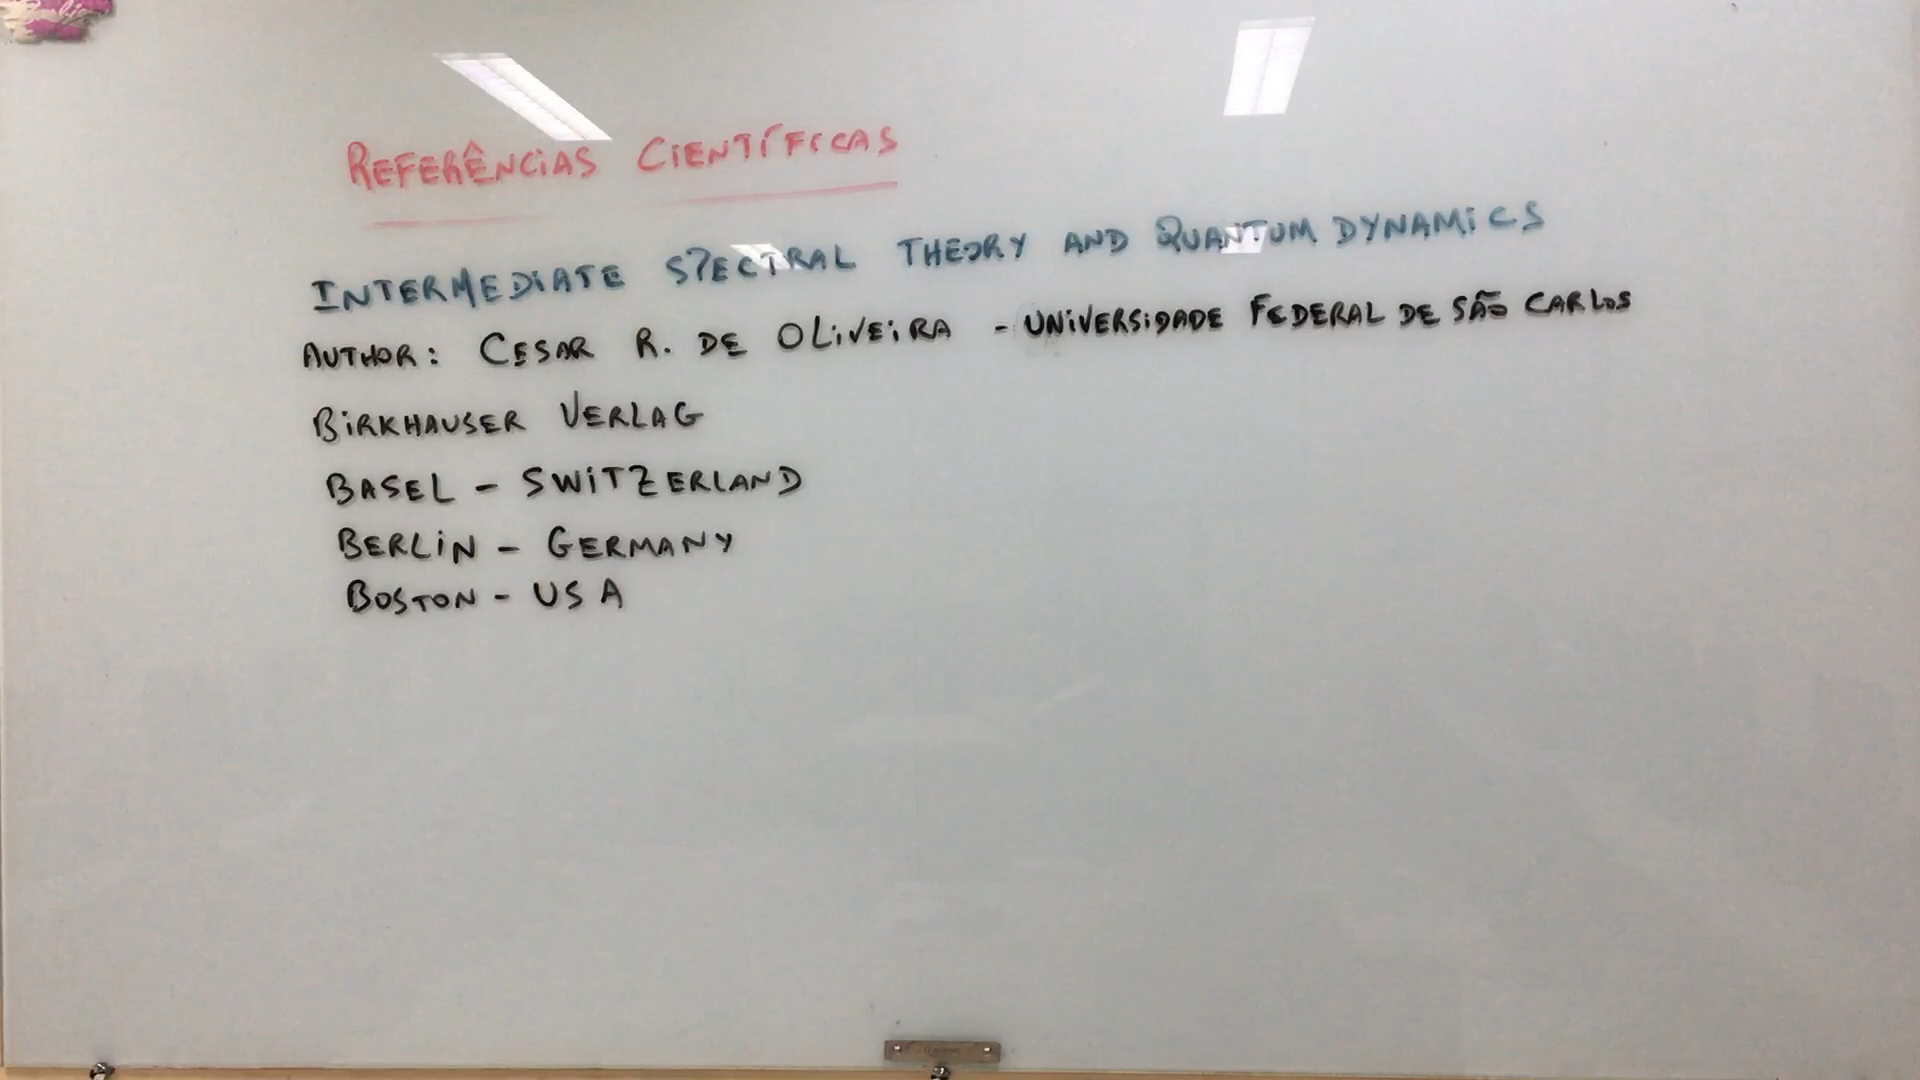 REFERÊNCIAS CIENTÍFICAS
INTERMEDIATE SPECTRAL THEORY AND QUANTUM DYNAMICS
AUTHOR: CESAR R. DE OLIVEIRA - UNIVERSIDADE FEDERAL DE SÃO CARLOS
BIRKHAUSER VERLAG
BASEL - SWITZERLAND
BERLIN - GERMANY
BOSTON - USA